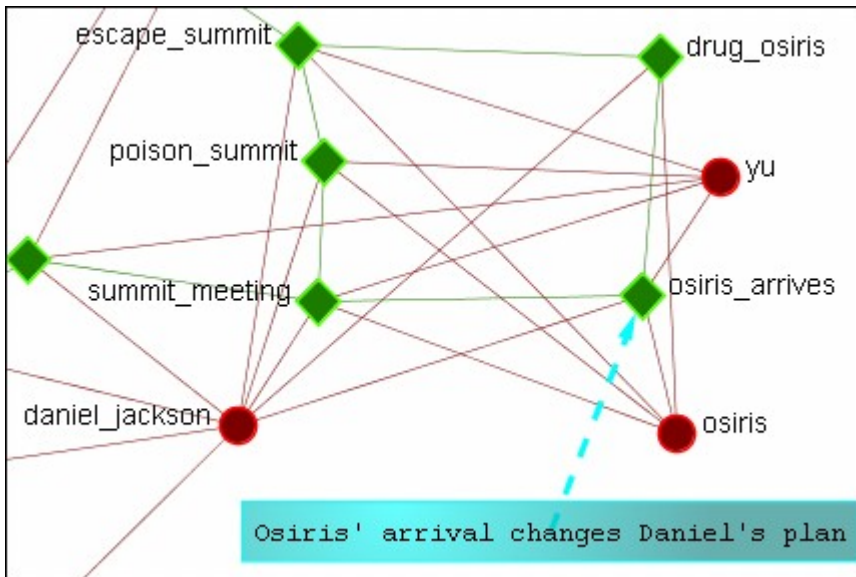 escape_summit
drug_osiris
poison_summit
yu
summit_meeting
osiris_arrives
daniel_jackson
osiris
Osiris' arrival changes Daniel's plan